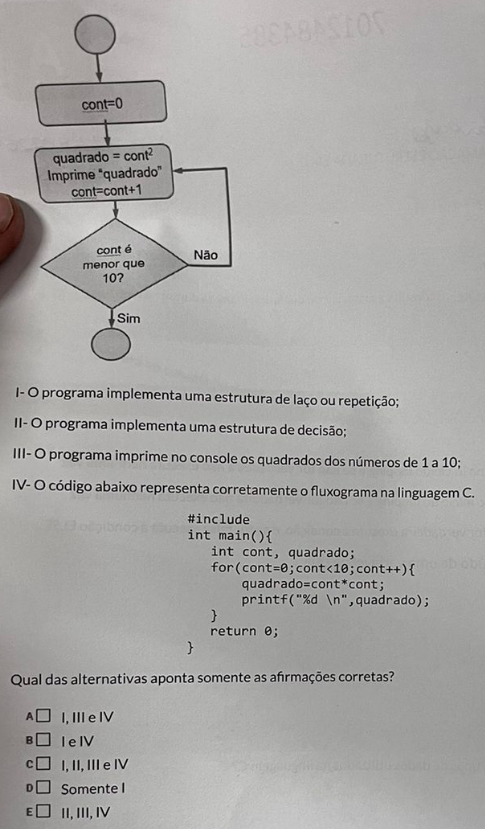 cont=0
quadrado = cont²
Imprime "quadrado"
cont=cont+1
cont é
menor que
10?
Não
Sim
I- O programa implementa uma estrutura de laço ou repetição;
II- O programa implementa uma estrutura de decisão;
III- O programa imprime no console os quadrados dos números de 1 a 10;
IV- O código abaixo representa corretamente o fluxograma na linguagem C.
#include
int main(){
int cont, quadrado;
for(cont=0;cont<10;cont++){
quadrado=cont*cont;
printf("%d \n",quadrado);
}
return 0;
}
Qual das alternativas aponta somente as afirmações corretas?
A I, III e IV
B I e IV
C I, II, III e IV
D Somente I
E II, III, IV